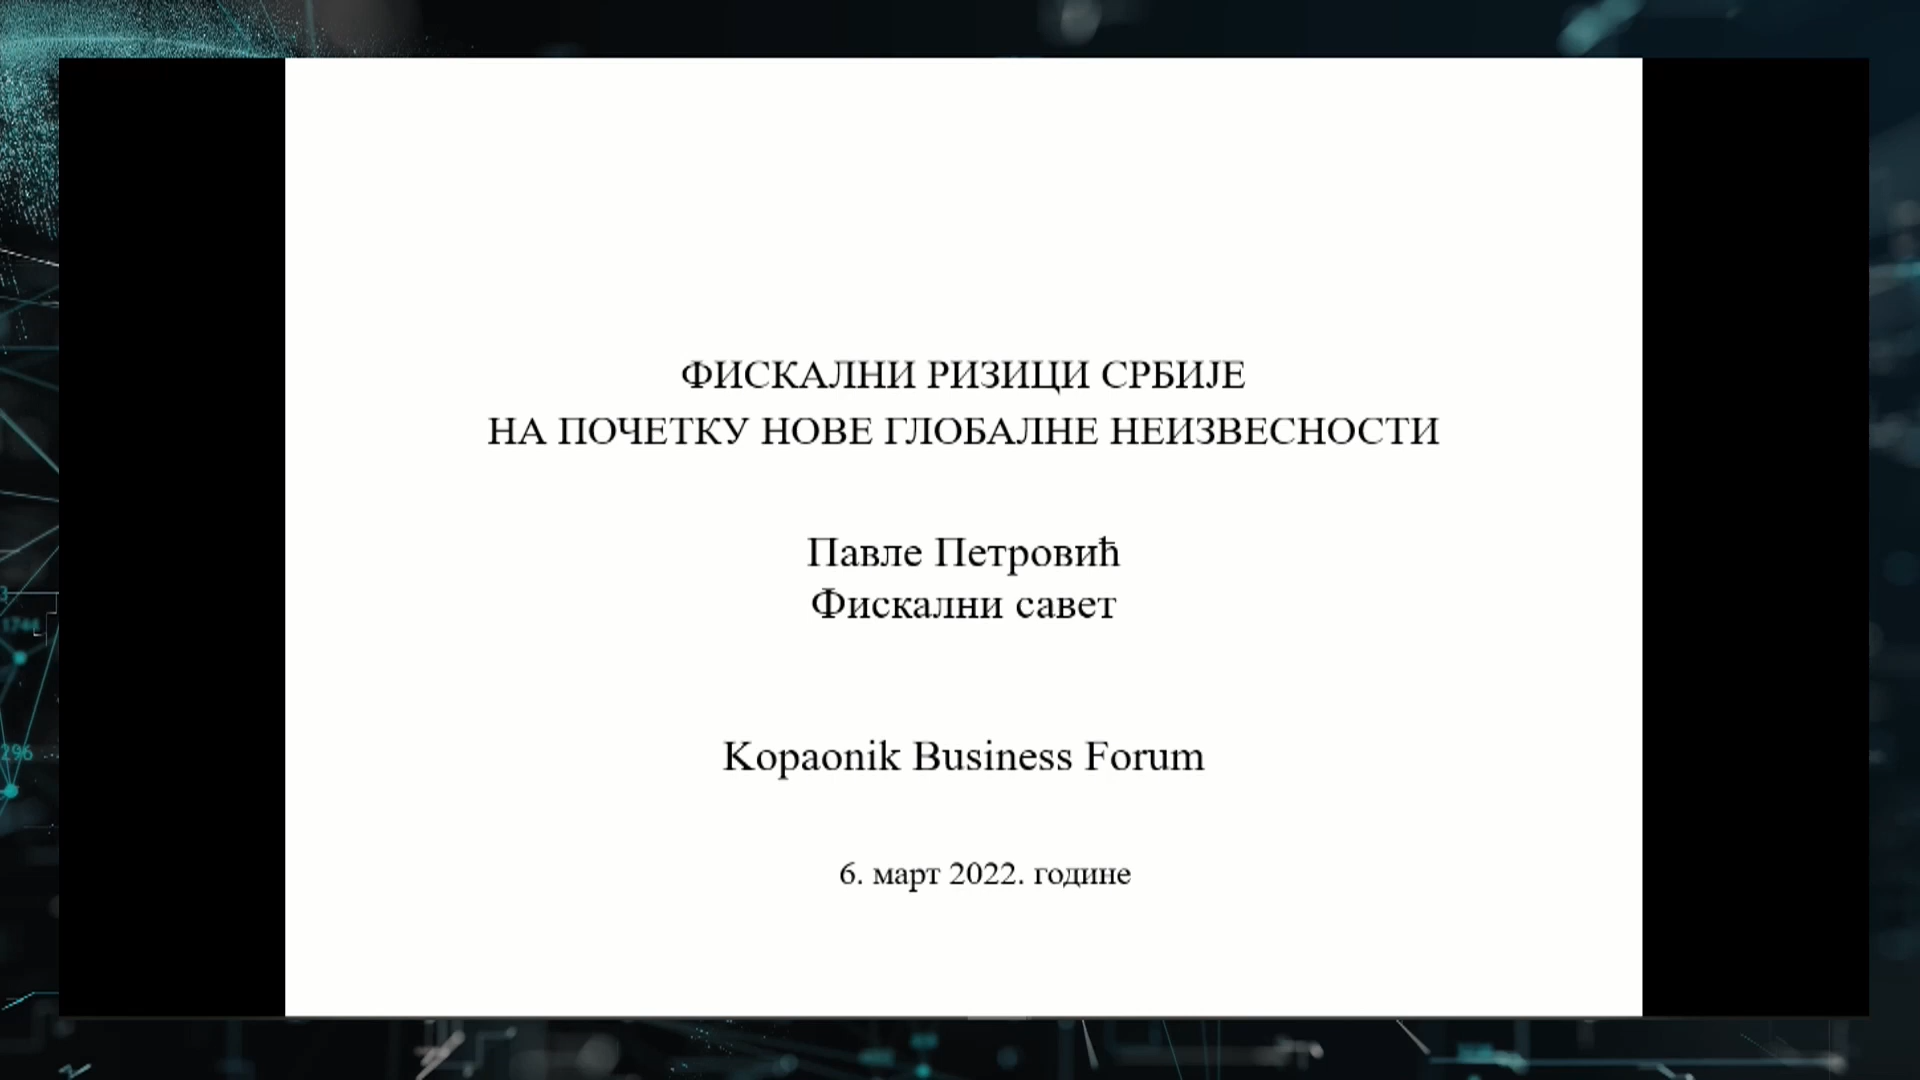 ФИСКАЛНИ РИЗИЦИ СРБИЈЕ
НА ПОЧЕТКУ НОВЕ ГЛОБАЛНЕ НЕИЗВЕСНОСТИ
Павле Петровић
Фискални савет
Kopaonik Business Forum
6. март 2022. године
296